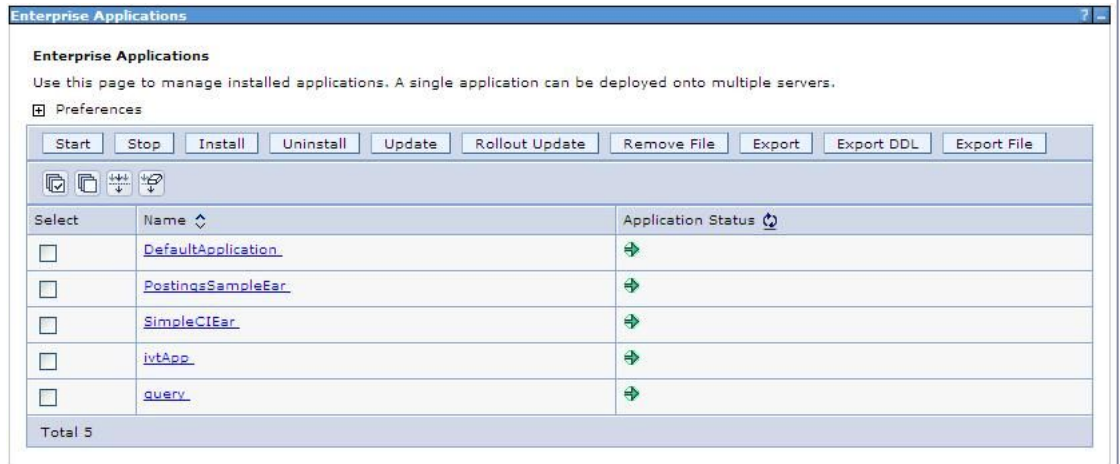 Enterprise Applications ? -
Enterprise Applications
Use this page to manage installed applications. A single application can be deployed onto multiple servers.
Preferences
Start Stop Install Uninstall Update Rollout Update Remove File Export Export DDL Export File
Select Name Application Status
DefaultApplication
PostingsSampleEar
SimpleCIEar
ivtApp
query
Total 5